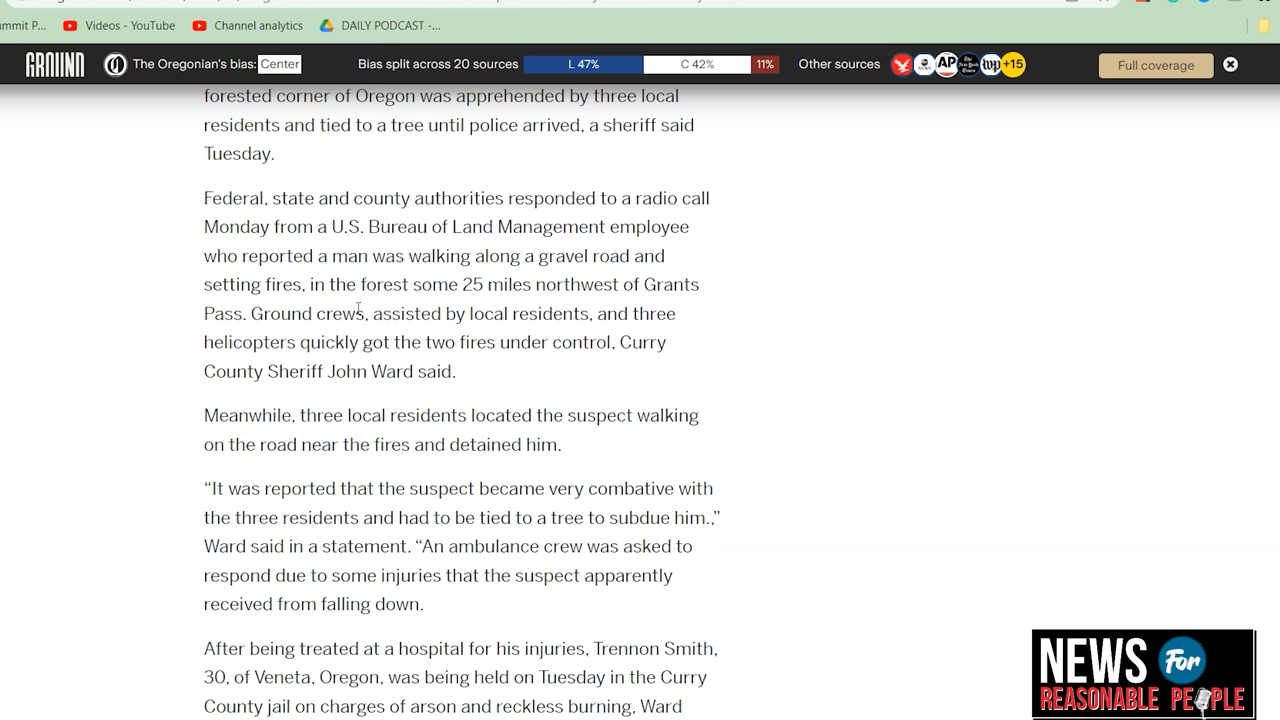 ummit P...
Videos - YouTube
Channel analytics
DAILY PODCAST -...
GROUND
The Oregonian's bias: Center
Bias split across 20 sources
L 47%
C 42%
11%
Other sources
AP
The New York Times
wp
+15
Full coverage
forested corner of Oregon was apprehended by three local
residents and tied to a tree until police arrived, a sheriff said
Tuesday.
Federal, state and county authorities responded to a radio call
Monday from a U.S. Bureau of Land Management employee
who reported a man was walking along a gravel road and
setting fires, in the forest some 25 miles northwest of Grants
Pass. Ground crews, assisted by local residents, and three
helicopters quickly got the two fires under control, Curry
County Sheriff John Ward said.
Meanwhile, three local residents located the suspect walking
on the road near the fires and detained him.
“It was reported that the suspect became very combative with
the three residents and had to be tied to a tree to subdue him.,”
Ward said in a statement. “An ambulance crew was asked to
respond due to some injuries that the suspect apparently
received from falling down.
After being treated at a hospital for his injuries, Trennon Smith,
30, of Veneta, Oregon, was being held on Tuesday in the Curry
County jail on charges of arson and reckless burning, Ward
NEWS For
REASONABLE PEOPLE